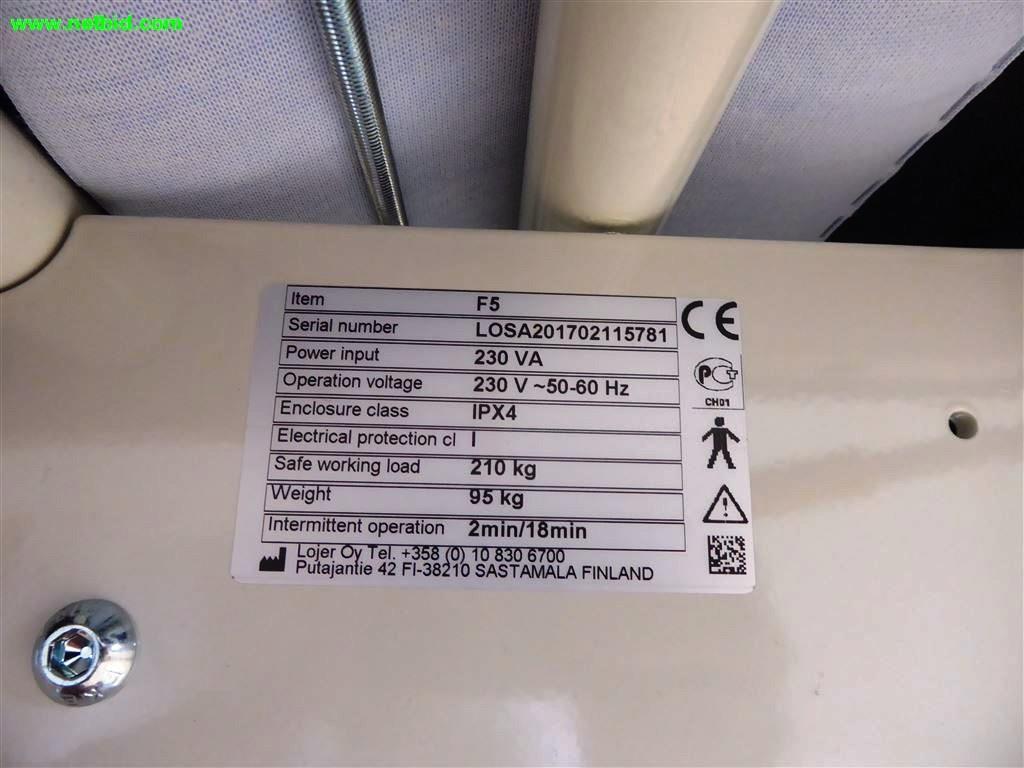 www.netbid.com
Item F5
Serial number LOSA201702115781
Power input 230 VA
Operation voltage 230 V ~50-60 Hz
Enclosure class IPX4
Electrical protection cl I
Safe working load 210 kg
Weight 95 kg
Intermittent operation 2min/18min
Lojer Oy Tel. +358 (0) 10 830 6700
Putajantie 42 FI-38210 SASTAMALA FINLAND
CE
PCT
CH01